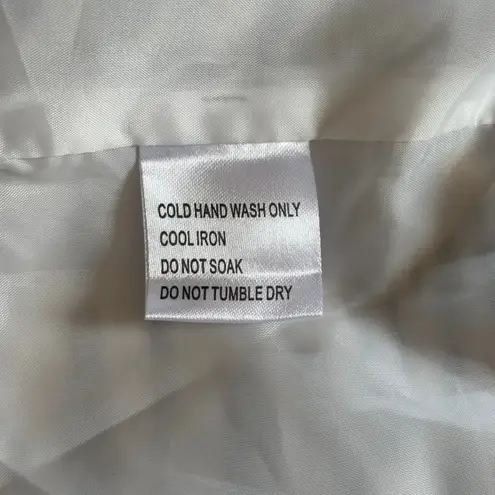 COLD HAND WASH ONLY
COOL IRON
DO NOT SOAK
DO NOT TUMBLE DRY